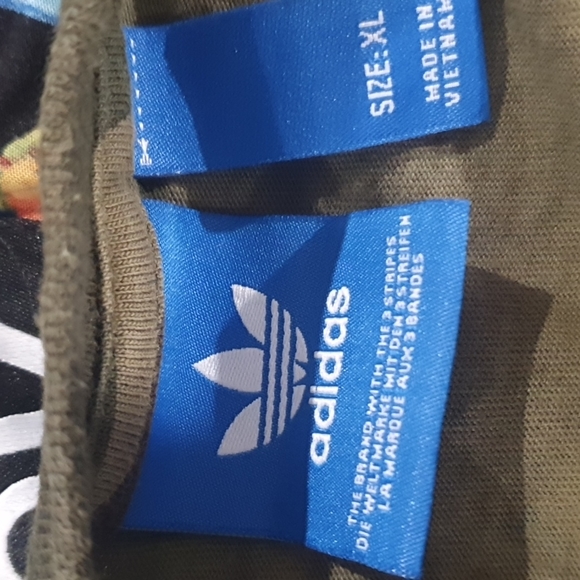 SIZE: XL
MADE IN
VIETNAM
adidas
THE BRAND WITH THE 3 STRIPES
DIE WELTMARKE MIT DEN 3 STREIFEN
LA MARQUE AUX 3 BANDES